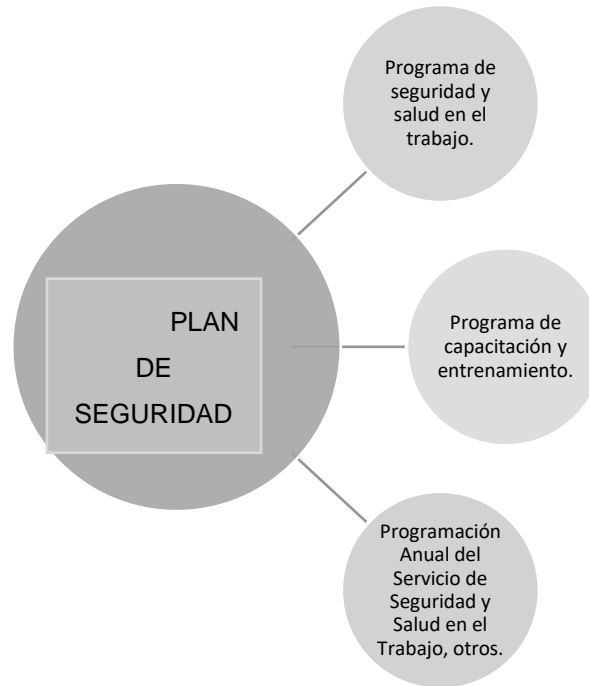 Programa de
seguridad y
salud en el
trabajo.
PLAN
DE
SEGURIDAD
Programa de
capacitación y
entrenamiento.
Programación
Anual del
Servicio de
Seguridad y
Salud en el
Trabajo, otros.